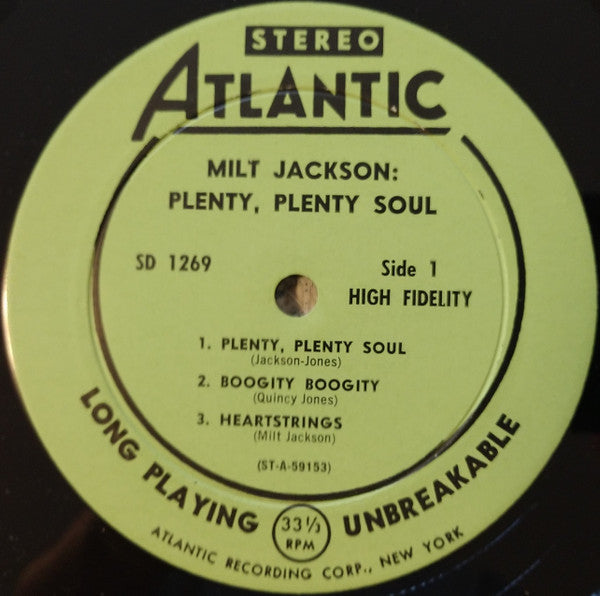 STEREO
ATLANTIC
MILT JACKSON:
PLENTY, PLENTY SOUL
SD 1269
Side 1
HIGH FIDELITY
1. PLENTY, PLENTY SOUL
(Jackson-Jones)
2. BOOGITY BOOGITY
(Quincy Jones)
3. HEARTSTRINGS
(Milt Jackson)
(ST-A-59153)
LONG PLAYING 33⅓ RPM UNBREAKABLE
ATLANTIC RECORDING CORP., NEW YORK